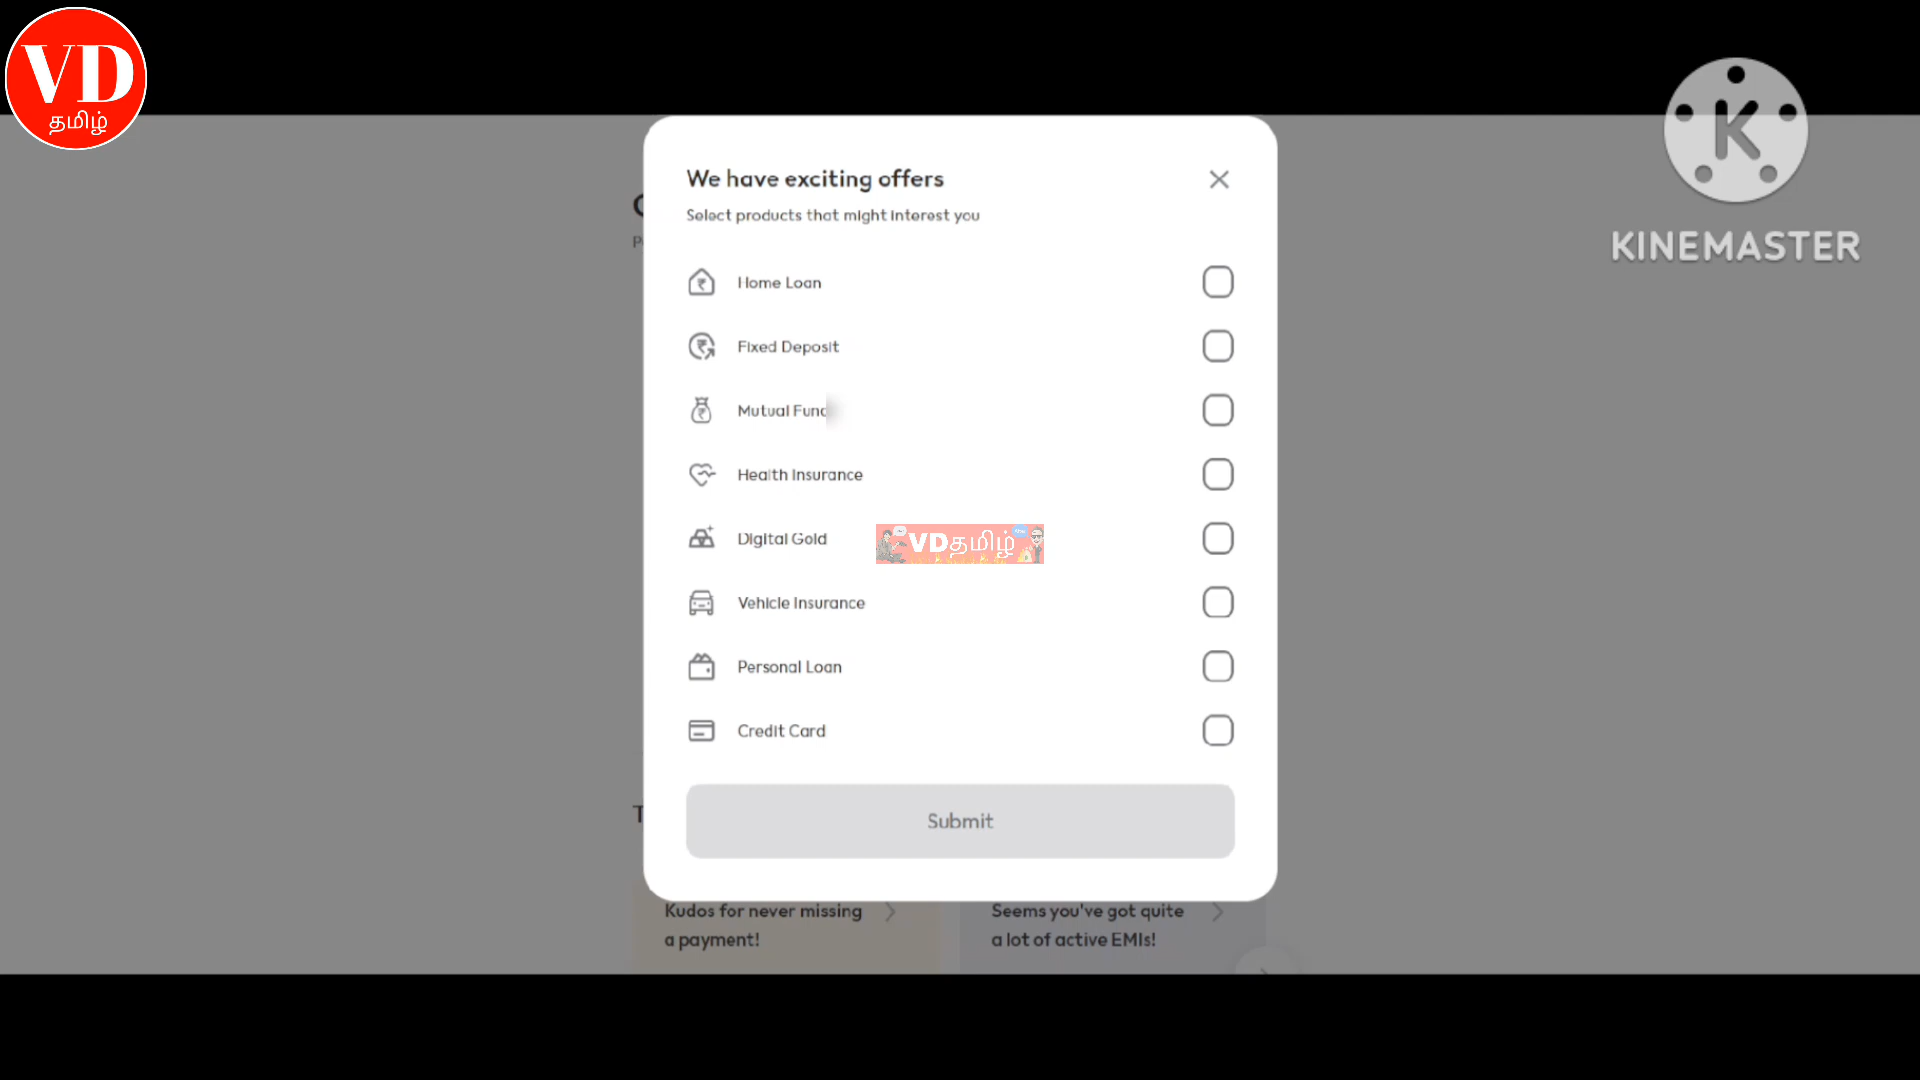 VD
தமிழ்
K
KINEMASTER
We have exciting offers
Select products that might interest you
Home Loan
Fixed Deposit
Mutual Fund
Health Insurance
Digital Gold
VDதமிழ்
Vehicle Insurance
Personal Loan
Credit Card
Submit
Kudos for never missing
a payment!
Seems you've got quite
a lot of active EMIs!